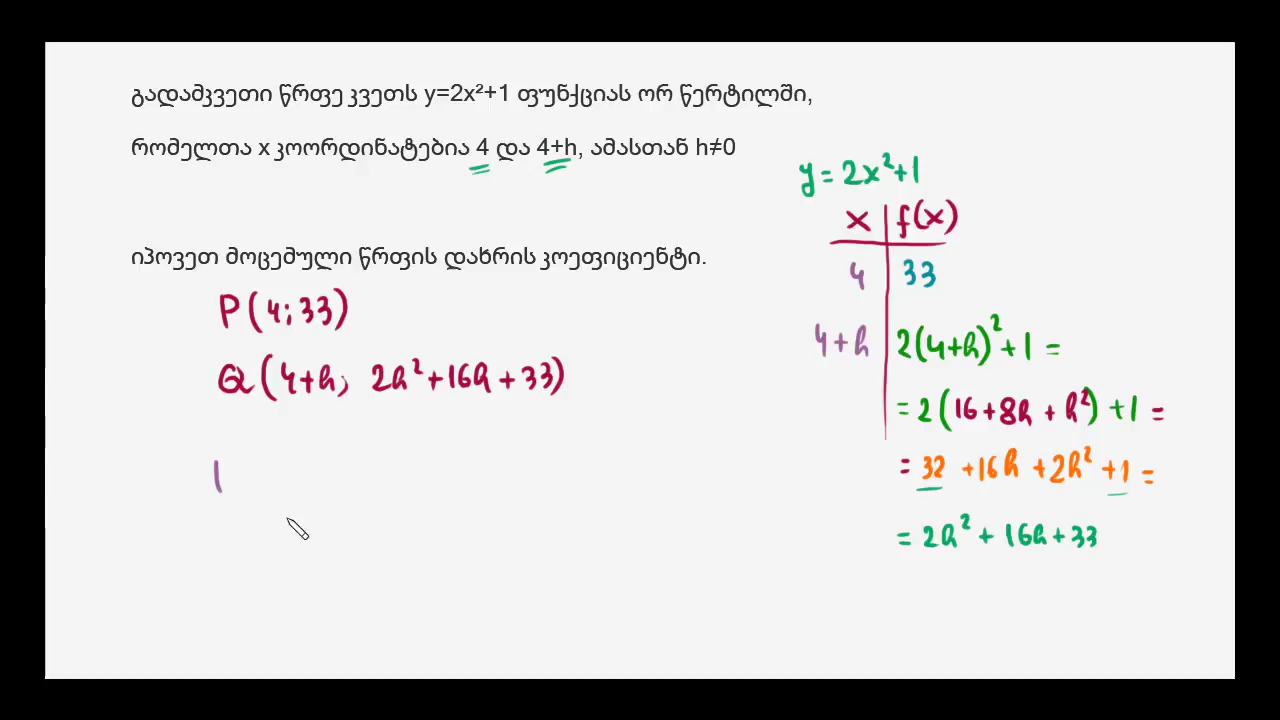 გადამკვეთი წრფე კვეთს y=2x²+1 ფუნქციას ორ წერტილში,
რომელთა x კოორდინატებია 4 და 4+h, ამასთან h≠0
y = 2x²+1
x f(x)
იპოვეთ მოცემული წრფის დახრის კოეფიციენტი.
4 33
P(4;33)
4+h 2(4+h)²+1 =
Q(4+h; 2h²+16h+33)
= 2(16+8h+h²)+1 =
= 32 +16h +2h² +1 =
= 2h² + 16h + 33